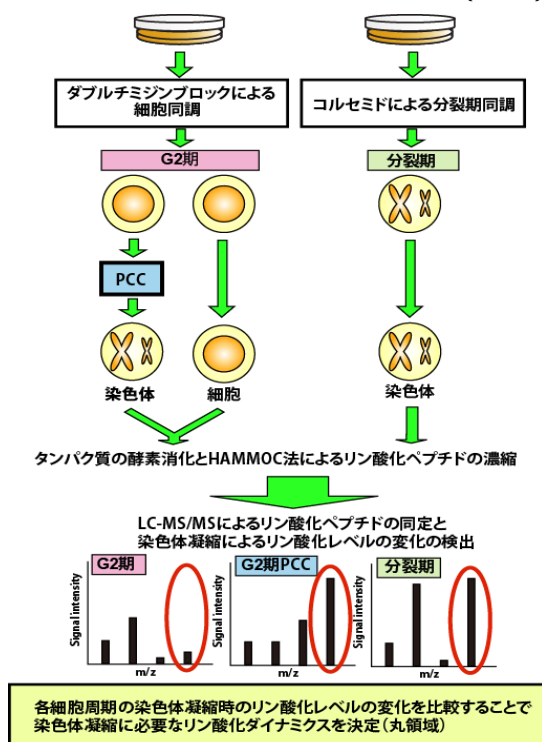 ダブルチミジンブロックによる
細胞同調
コルセミドによる分裂期同調
G2期
分裂期
PCC
染色体
細胞
染色体
タンパク質の酵素消化とHAMMOC法によるリン酸化ペプチドの濃縮
LC-MS/MSによるリン酸化ペプチドの同定と
染色体凝縮によるリン酸化レベルの変化の検出
G2期
Signal intensity
m/z
G2期PCC
Signal intensity
m/z
分裂期
Signal intensity
m/z
各細胞周期の染色体凝縮時のリン酸化レベルの変化を比較することで
染色体凝縮に必要なリン酸化ダイナミクスを決定(丸領域)